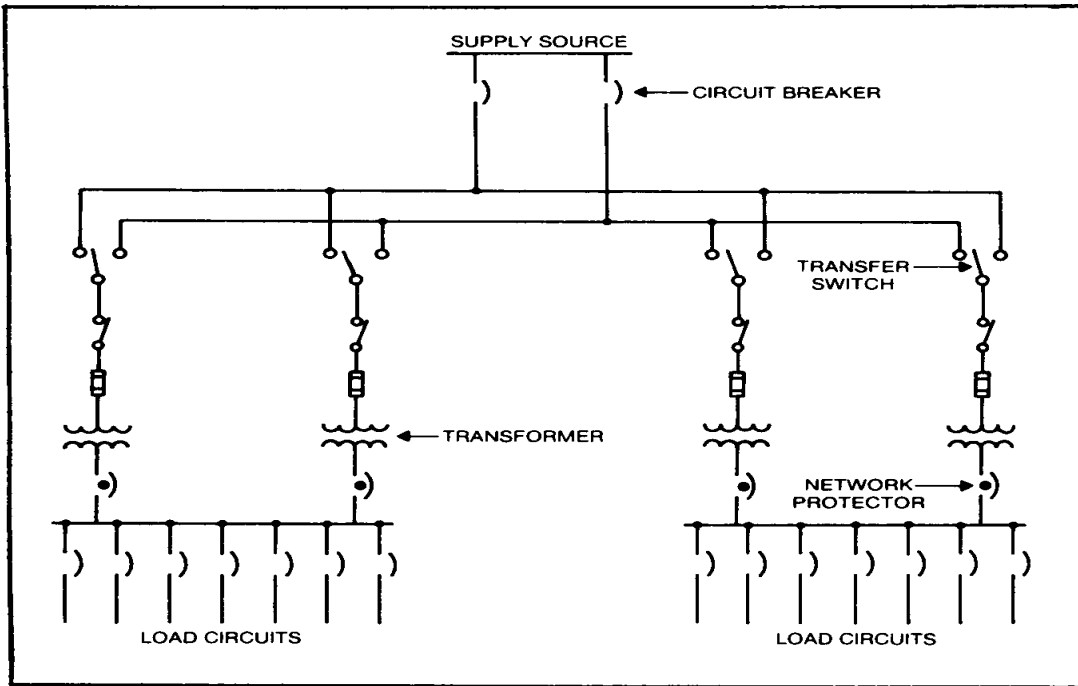 SUPPLY SOURCE
CIRCUIT BREAKER
TRANSFER
SWITCH
TRANSFORMER
NETWORK
PROTECTOR
LOAD CIRCUITS
LOAD CIRCUITS